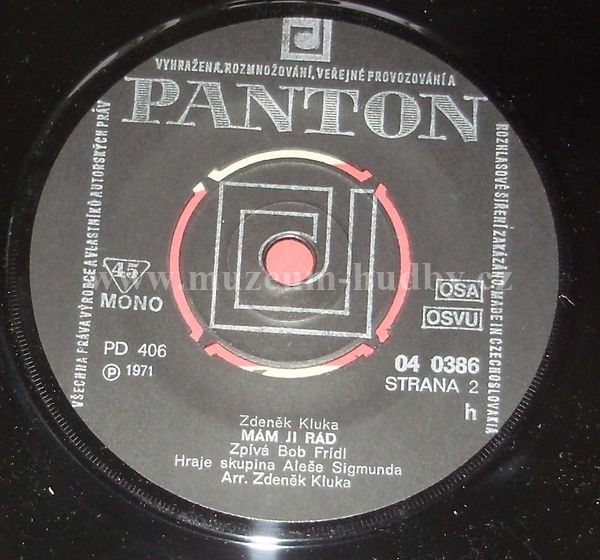 VYHRAŽENA. ROZMNOŽOVÁNÍ, VEŘEJNÉ PROVOZOVÁNÍ A
PANTON
VŠECHNA PRÁVA VÝROBCE A VLASTNÍKŮ AUTORSKÝCH PRÁV
ROZHLASOVÉ ŠÍŘENÍ ZAKÁZÁNO. MADE IN CZECHOSLOVAKIA
www.muzeum-hudby.cz
45
MONO
OSA
OSVU
PD 406
℗ 1971
04 0386
STRANA 2
h
Zdeněk Kluka
MÁM JI RÁD
Zpívá Bob Frídl
Hraje skupina Aleše Sigmunda
Arr. Zdeněk Kluka